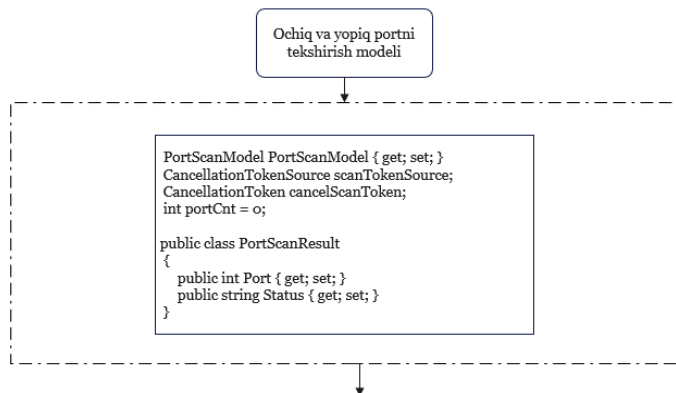 Ochiq va yopiq portni
tekshirish modeli
PortScanModel PortScanModel { get; set; }
CancellationTokenSource scanTokenSource;
CancellationToken cancelScanToken;
int portCnt = 0;
public class PortScanResult
{
public int Port { get; set; }
public string Status { get; set; }
}